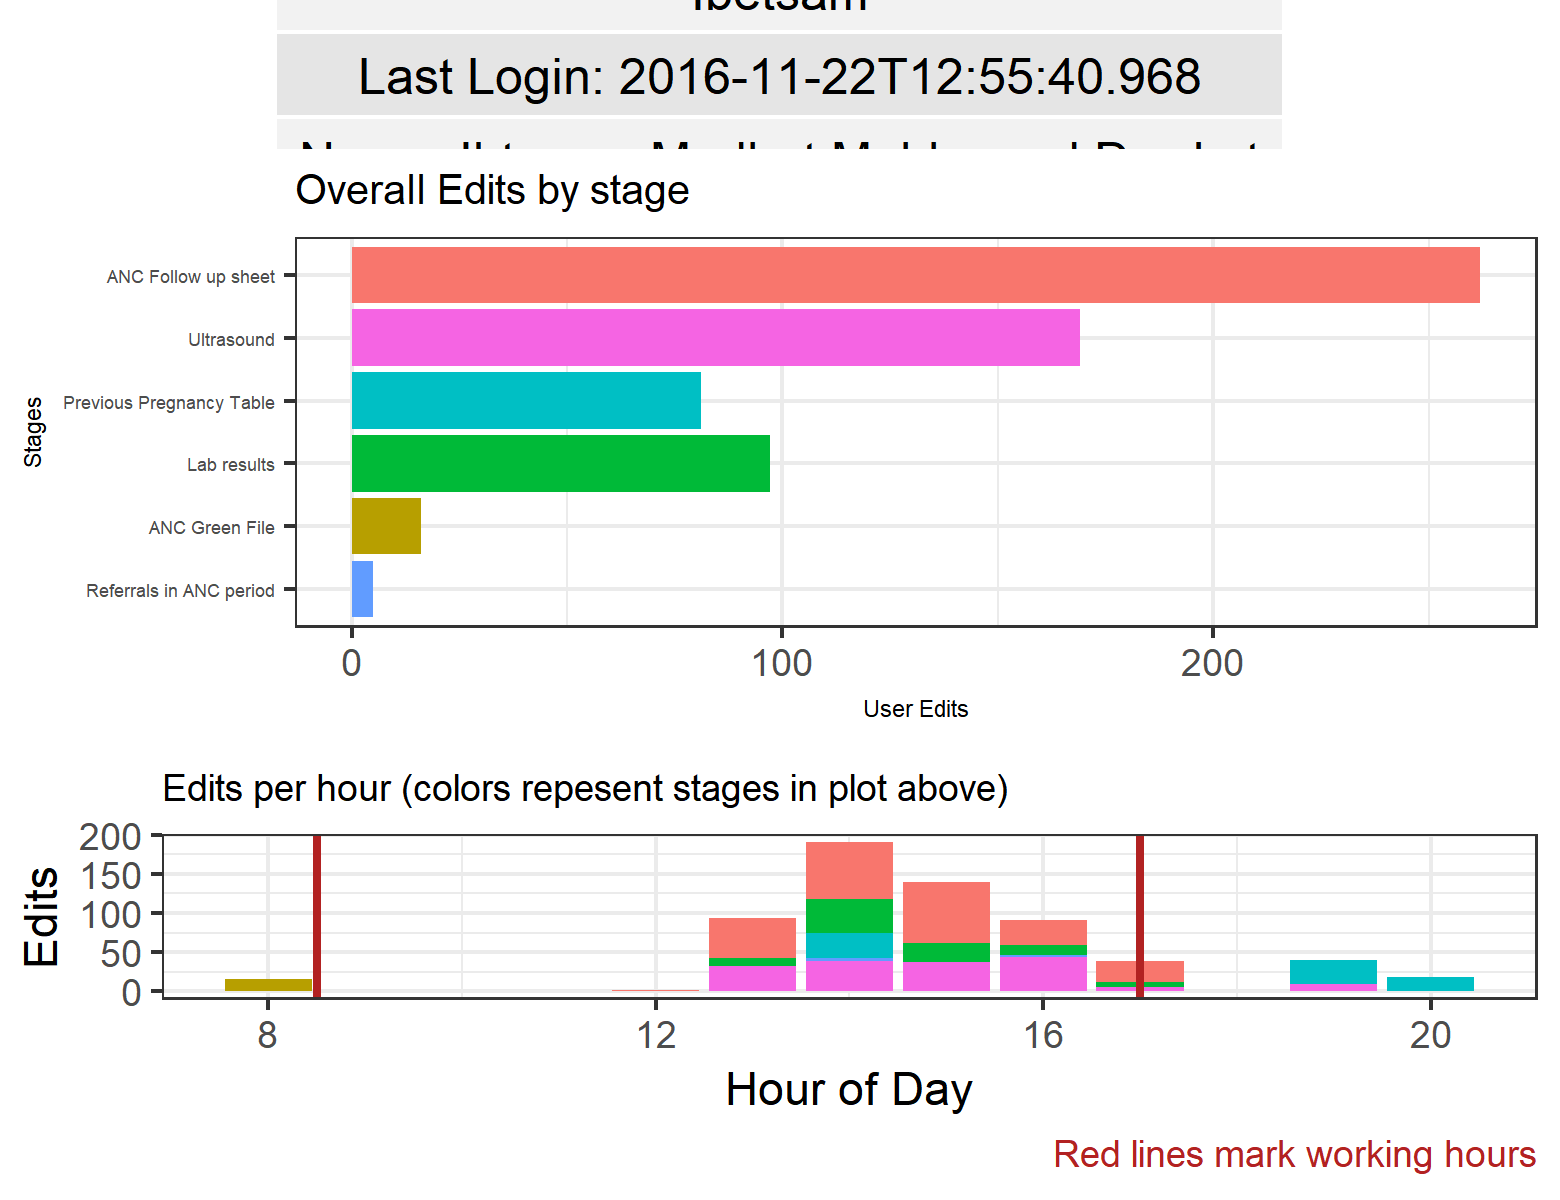 Ibetsam
Last Login: 2016-11-22T12:55:40.968
Overall Edits by stage
Stages
ANC Follow up sheet
Ultrasound
Previous Pregnancy Table
Lab results
ANC Green File
Referrals in ANC period
0 100 200
User Edits
Edits per hour (colors repesent stages in plot above)
Edits
200
150
100
50
0
8 12 16 20
Hour of Day
Red lines mark working hours